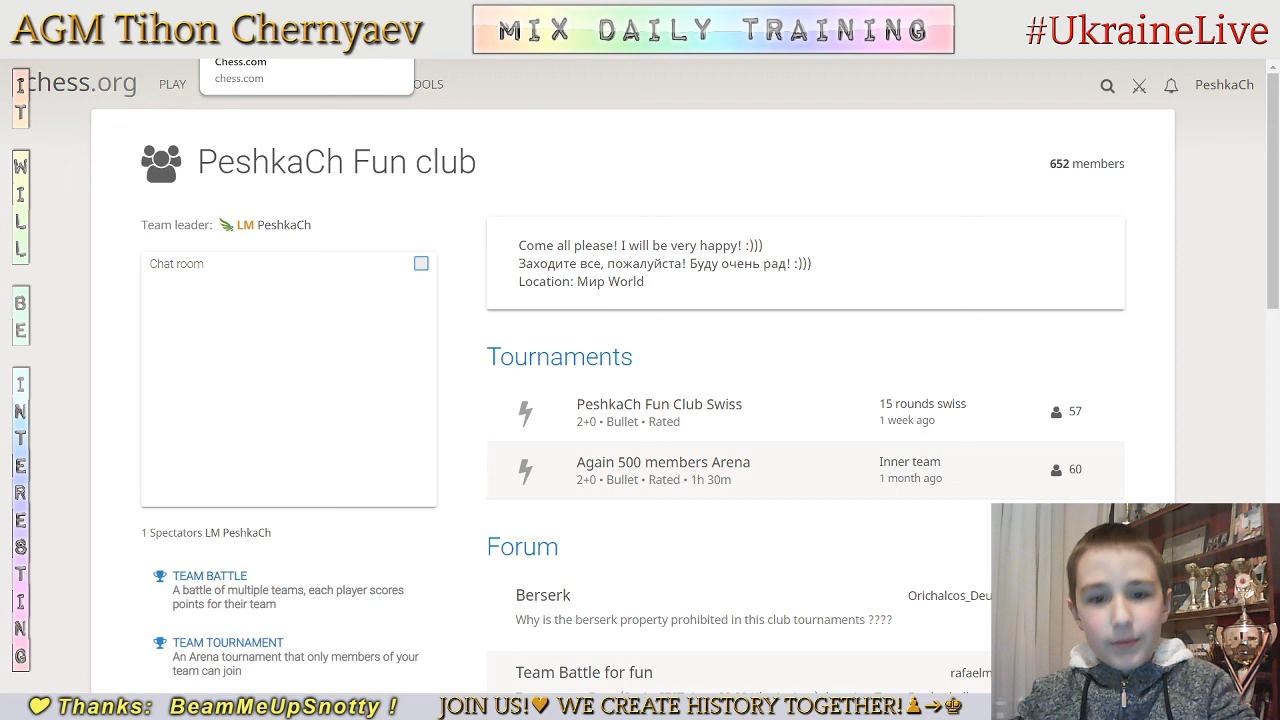 AGM Tihon Chernyaev
MIX DAILY TRAINING
#UkraineLive
IT WILL BE INTERESTING
chess.org
PLAY
Chess.com
chess.com
OOLS
PeshkaCh
PeshkaCh Fun club
652 members
Team leader: LM PeshkaCh
Chat room
Come all please! I will be very happy! :)))
Заходите все, пожалуйста! Буду очень рад! :)))
Location: Мир World
Tournaments
PeshkaCh Fun Club Swiss
2+0 • Bullet • Rated
15 rounds swiss
1 week ago
57
Again 500 members Arena
2+0 • Bullet • Rated • 1h 30m
Inner team
1 month ago
60
1 Spectators LM PeshkaCh
TEAM BATTLE
A battle of multiple teams, each player scores
points for their team
TEAM TOURNAMENT
An Arena tournament that only members of your
team can join
Forum
Berserk
Orichalcos_Deu
Why is the berserk property prohibited in this club tournaments ????
Team Battle for fun
rafaelm
💛 Thanks: BeamMeUpSnotty !
JOIN US!🧡 WE CREATE HISTORY TOGETHER!♟→♚